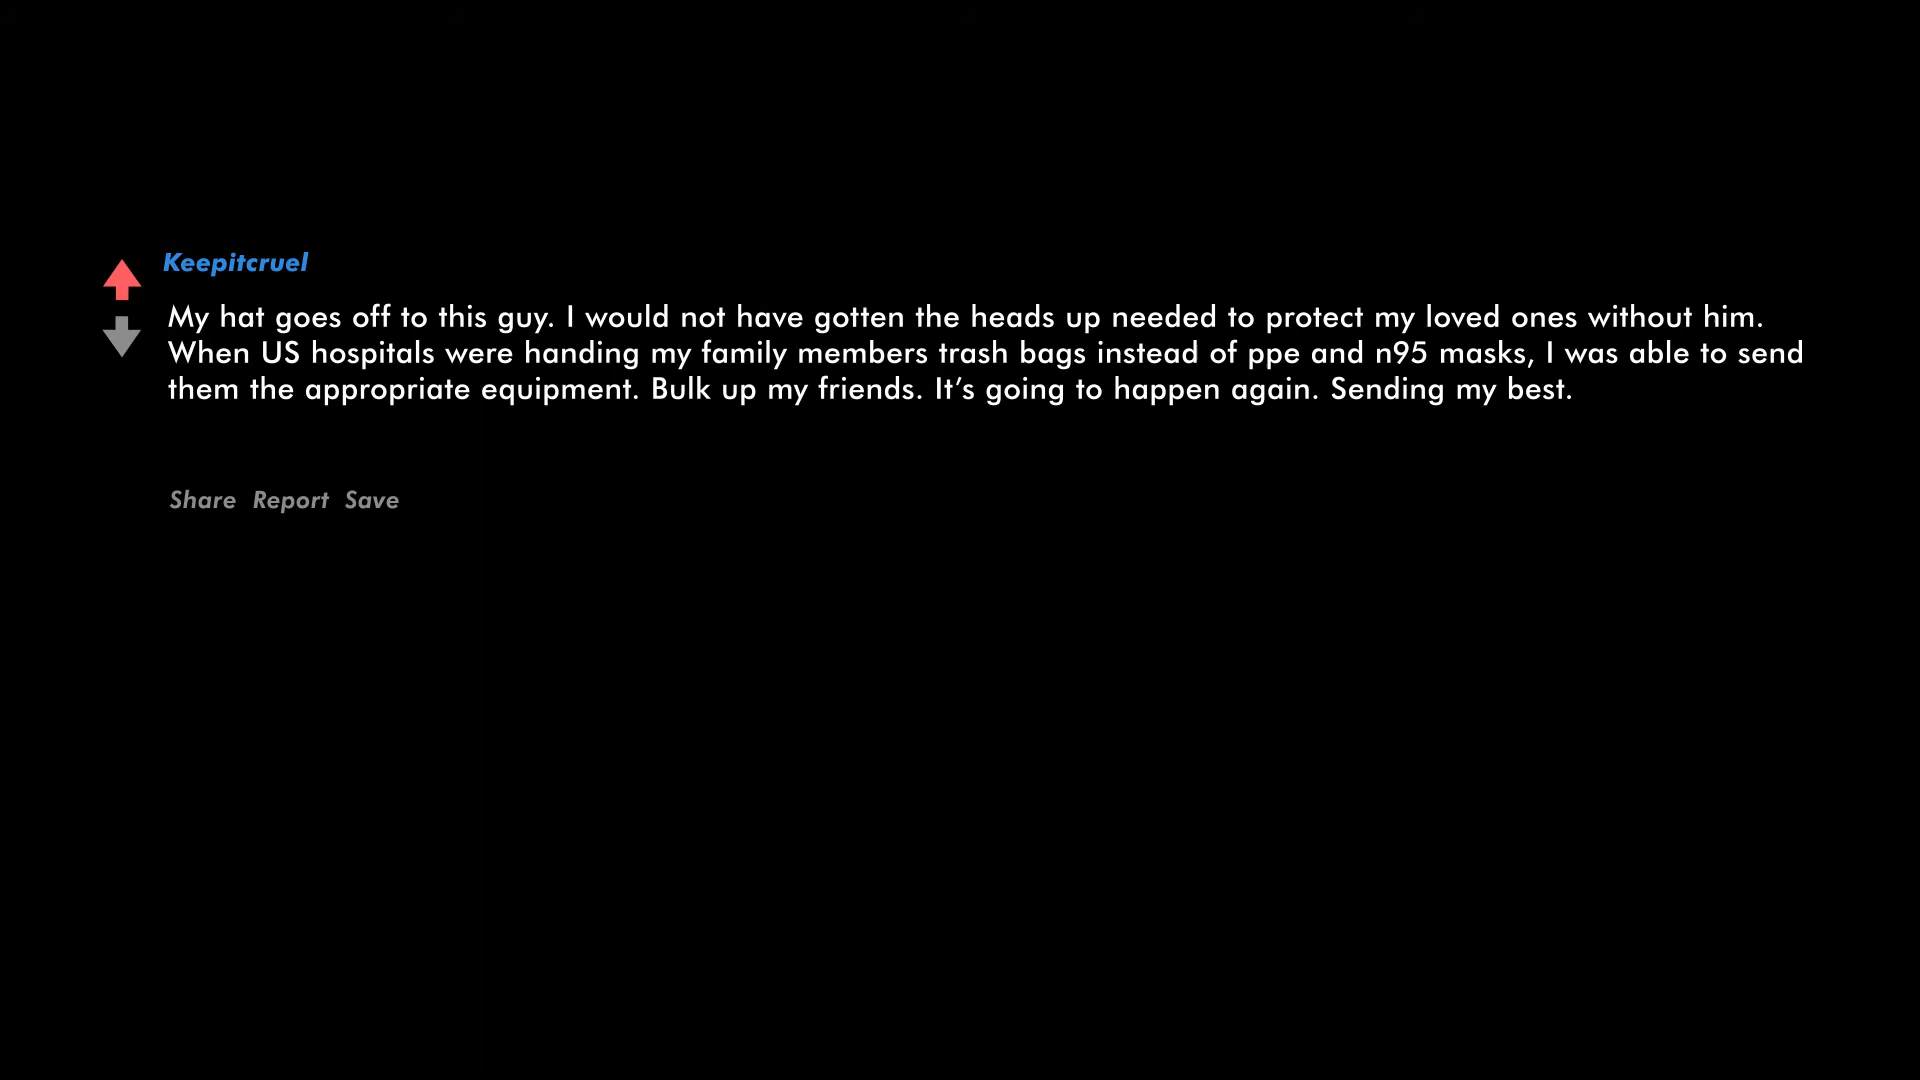 Keepitcruel
My hat goes off to this guy. I would not have gotten the heads up needed to protect my loved ones without him.
When US hospitals were handing my family members trash bags instead of ppe and n95 masks, I was able to send
them the appropriate equipment. Bulk up my friends. It’s going to happen again. Sending my best.
Share Report Save